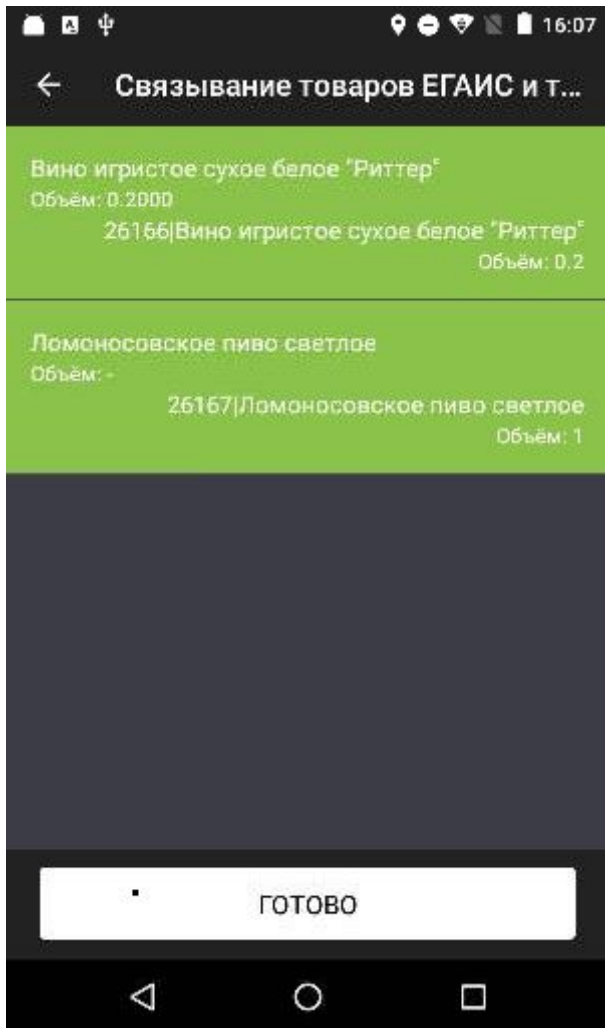 16:07
Связывание товаров ЕГАИС и т...
Вино игристое сухое белое "Риттер"
Объём: 0.2000
26166|Вино игристое сухое белое "Риттер"
Объём: 0.2
Ломоносовское пиво светлое
Объём: -
26167|Ломоносовское пиво светлое
Объём: 1
ГОТОВО